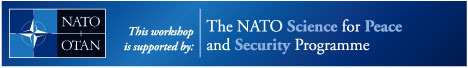 NATO
+
OTAN
This workshop
is supported by:
The NATO Science for Peace
and Security Programme